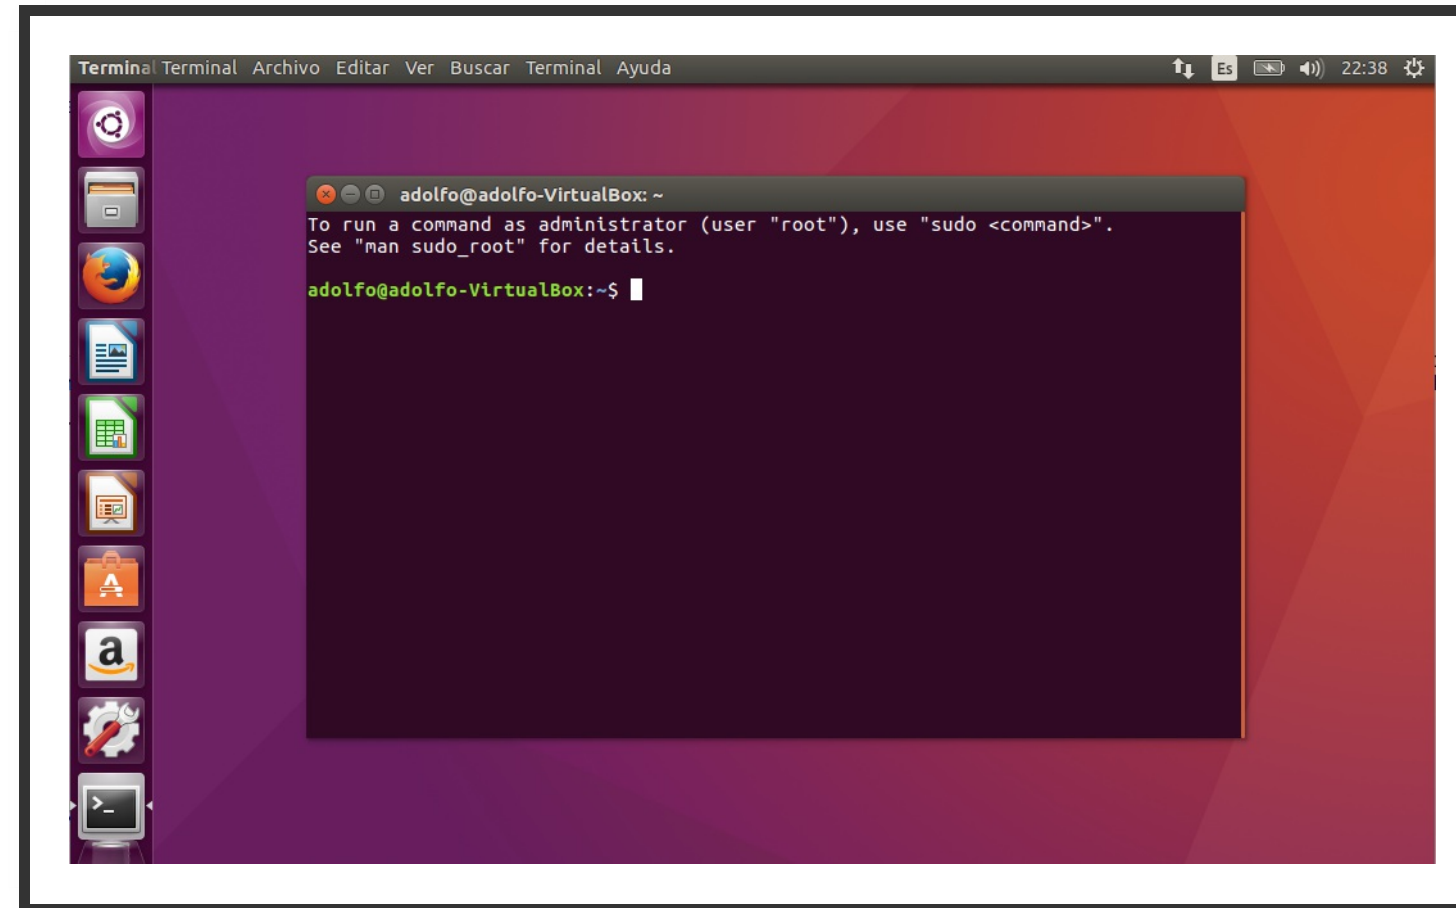 Terminal Terminal Archivo Editar Ver Buscar Terminal Ayuda Es 22:38
adolfo@adolfo-VirtualBox: ~
To run a command as administrator (user "root"), use "sudo <command>".
See "man sudo_root" for details.
adolfo@adolfo-VirtualBox:~$